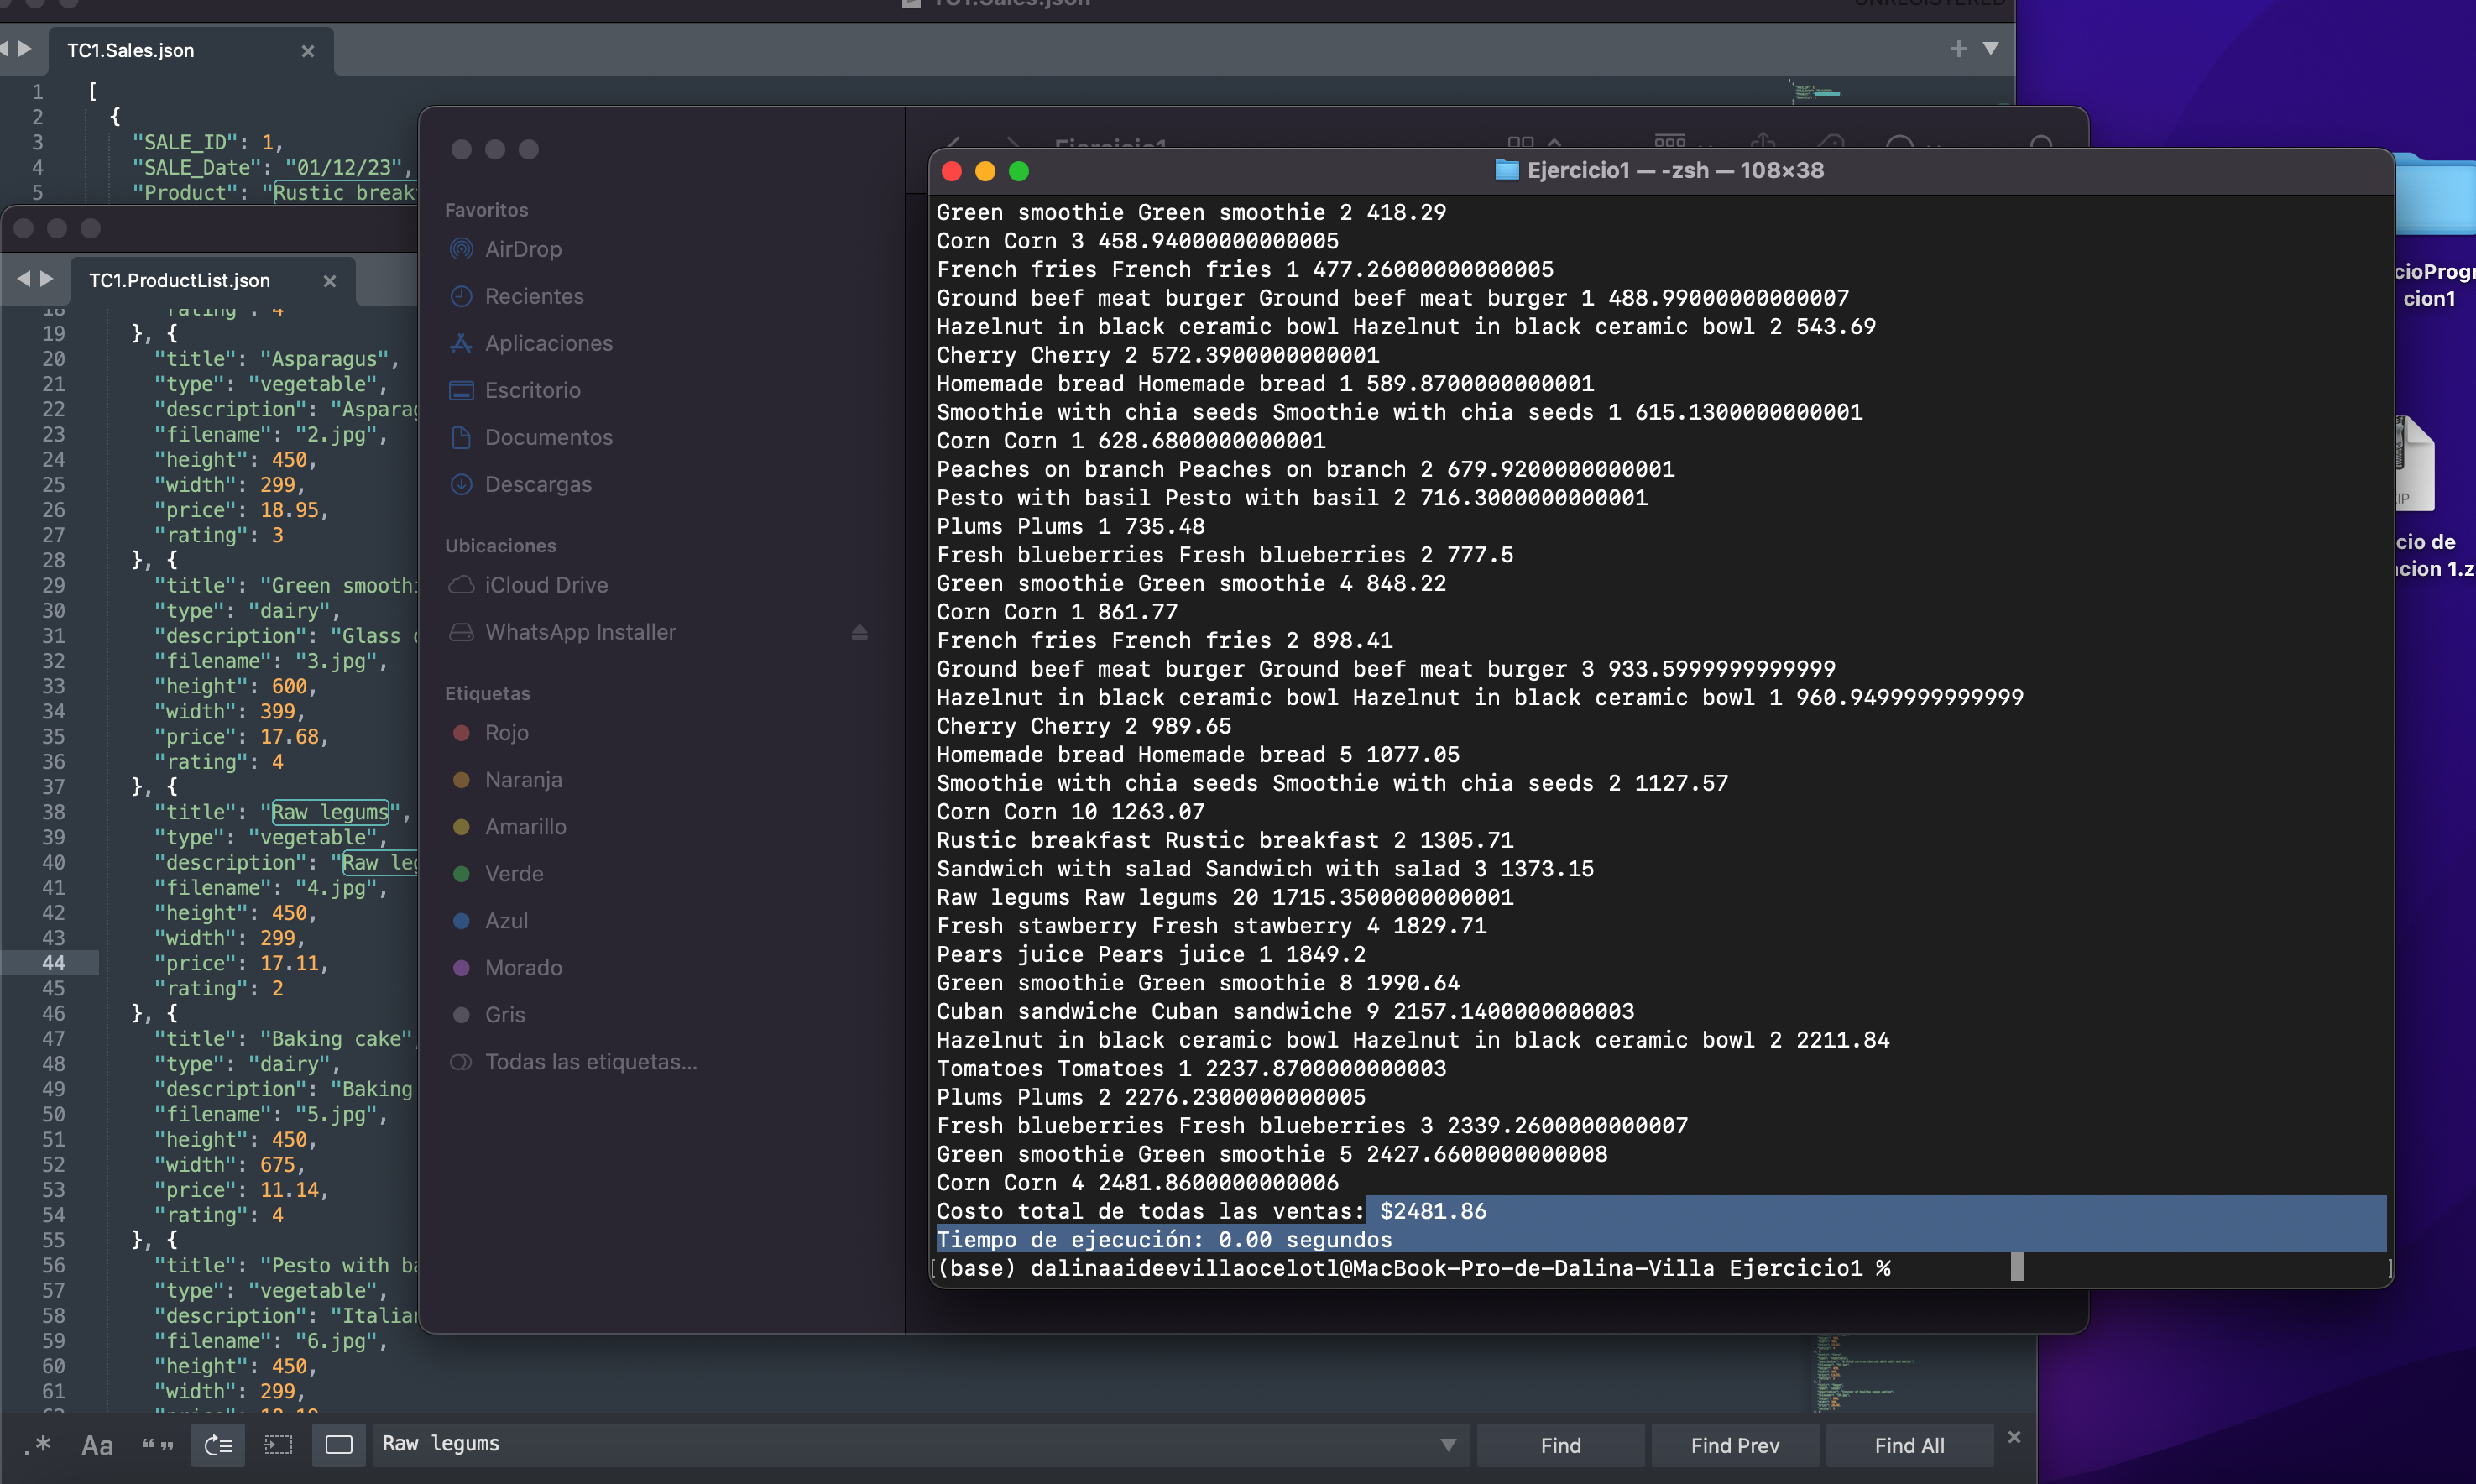 TC1.Sales.json
UNREGISTERED
TC1.Sales.json
1 [
2 {
3 "SALE_ID": 1,
4 "SALE_Date": "01/12/23",
5 "Product": "Rustic break
TC1.ProductList.json
18 rating : 4
19 }, {
20 "title": "Asparagus",
21 "type": "vegetable",
22 "description": "Asparag
23 "filename": "2.jpg",
24 "height": 450,
25 "width": 299,
26 "price": 18.95,
27 "rating": 3
28 }, {
29 "title": "Green smoothi
30 "type": "dairy",
31 "description": "Glass
32 "filename": "3.jpg",
33 "height": 600,
34 "width": 399,
35 "price": 17.68,
36 "rating": 4
37 }, {
38 "title": "Raw legums",
39 "type": "vegetable",
40 "description": "Raw leg
41 "filename": "4.jpg",
42 "height": 450,
43 "width": 299,
44 "price": 17.11,
45 "rating": 2
46 }, {
47 "title": "Baking cake"
48 "type": "dairy",
49 "description": "Baking
50 "filename": "5.jpg",
51 "height": 450,
52 "width": 675,
53 "price": 11.14,
54 "rating": 4
55 }, {
56 "title": "Pesto with ba
57 "type": "vegetable",
58 "description": "Italian
59 "filename": "6.jpg",
60 "height": 450,
61 "width": 299,
Favoritos
AirDrop
Recientes
Aplicaciones
Escritorio
Documentos
Descargas
Ubicaciones
iCloud Drive
WhatsApp Installer
Etiquetas
Rojo
Naranja
Amarillo
Verde
Azul
Morado
Gris
Todas las etiquetas...
Ejercicio1
Ejercicio1 — -zsh — 108×38
Green smoothie Green smoothie 2 418.29
Corn Corn 3 458.94000000000005
French fries French fries 1 477.26000000000005
Ground beef meat burger Ground beef meat burger 1 488.99000000000007
Hazelnut in black ceramic bowl Hazelnut in black ceramic bowl 2 543.69
Cherry Cherry 2 572.3900000000001
Homemade bread Homemade bread 1 589.8700000000001
Smoothie with chia seeds Smoothie with chia seeds 1 615.1300000000001
Corn Corn 1 628.6800000000001
Peaches on branch Peaches on branch 2 679.9200000000001
Pesto with basil Pesto with basil 2 716.3000000000001
Plums Plums 1 735.48
Fresh blueberries Fresh blueberries 2 777.5
Green smoothie Green smoothie 4 848.22
Corn Corn 1 861.77
French fries French fries 2 898.41
Ground beef meat burger Ground beef meat burger 3 933.5999999999999
Hazelnut in black ceramic bowl Hazelnut in black ceramic bowl 1 960.9499999999999
Cherry Cherry 2 989.65
Homemade bread Homemade bread 5 1077.05
Smoothie with chia seeds Smoothie with chia seeds 2 1127.57
Corn Corn 10 1263.07
Rustic breakfast Rustic breakfast 2 1305.71
Sandwich with salad Sandwich with salad 3 1373.15
Raw legums Raw legums 20 1715.3500000000001
Fresh stawberry Fresh stawberry 4 1829.71
Pears juice Pears juice 1 1849.2
Green smoothie Green smoothie 8 1990.64
Cuban sandwiche Cuban sandwiche 9 2157.1400000000003
Hazelnut in black ceramic bowl Hazelnut in black ceramic bowl 2 2211.84
Tomatoes Tomatoes 1 2237.8700000000003
Plums Plums 2 2276.2300000000005
Fresh blueberries Fresh blueberries 3 2339.2600000000007
Green smoothie Green smoothie 5 2427.6600000000008
Corn Corn 4 2481.8600000000006
Costo total de todas las ventas: $2481.86
Tiempo de ejecución: 0.00 segundos
[(base) dalinaaideevillaocelotl@MacBook-Pro-de-Dalina-Villa Ejercicio1 % ]
cioProgr
cion1
ZIP
cio de
acion 1.z
.* Aa “ ” Raw legums Find Find Prev Find All